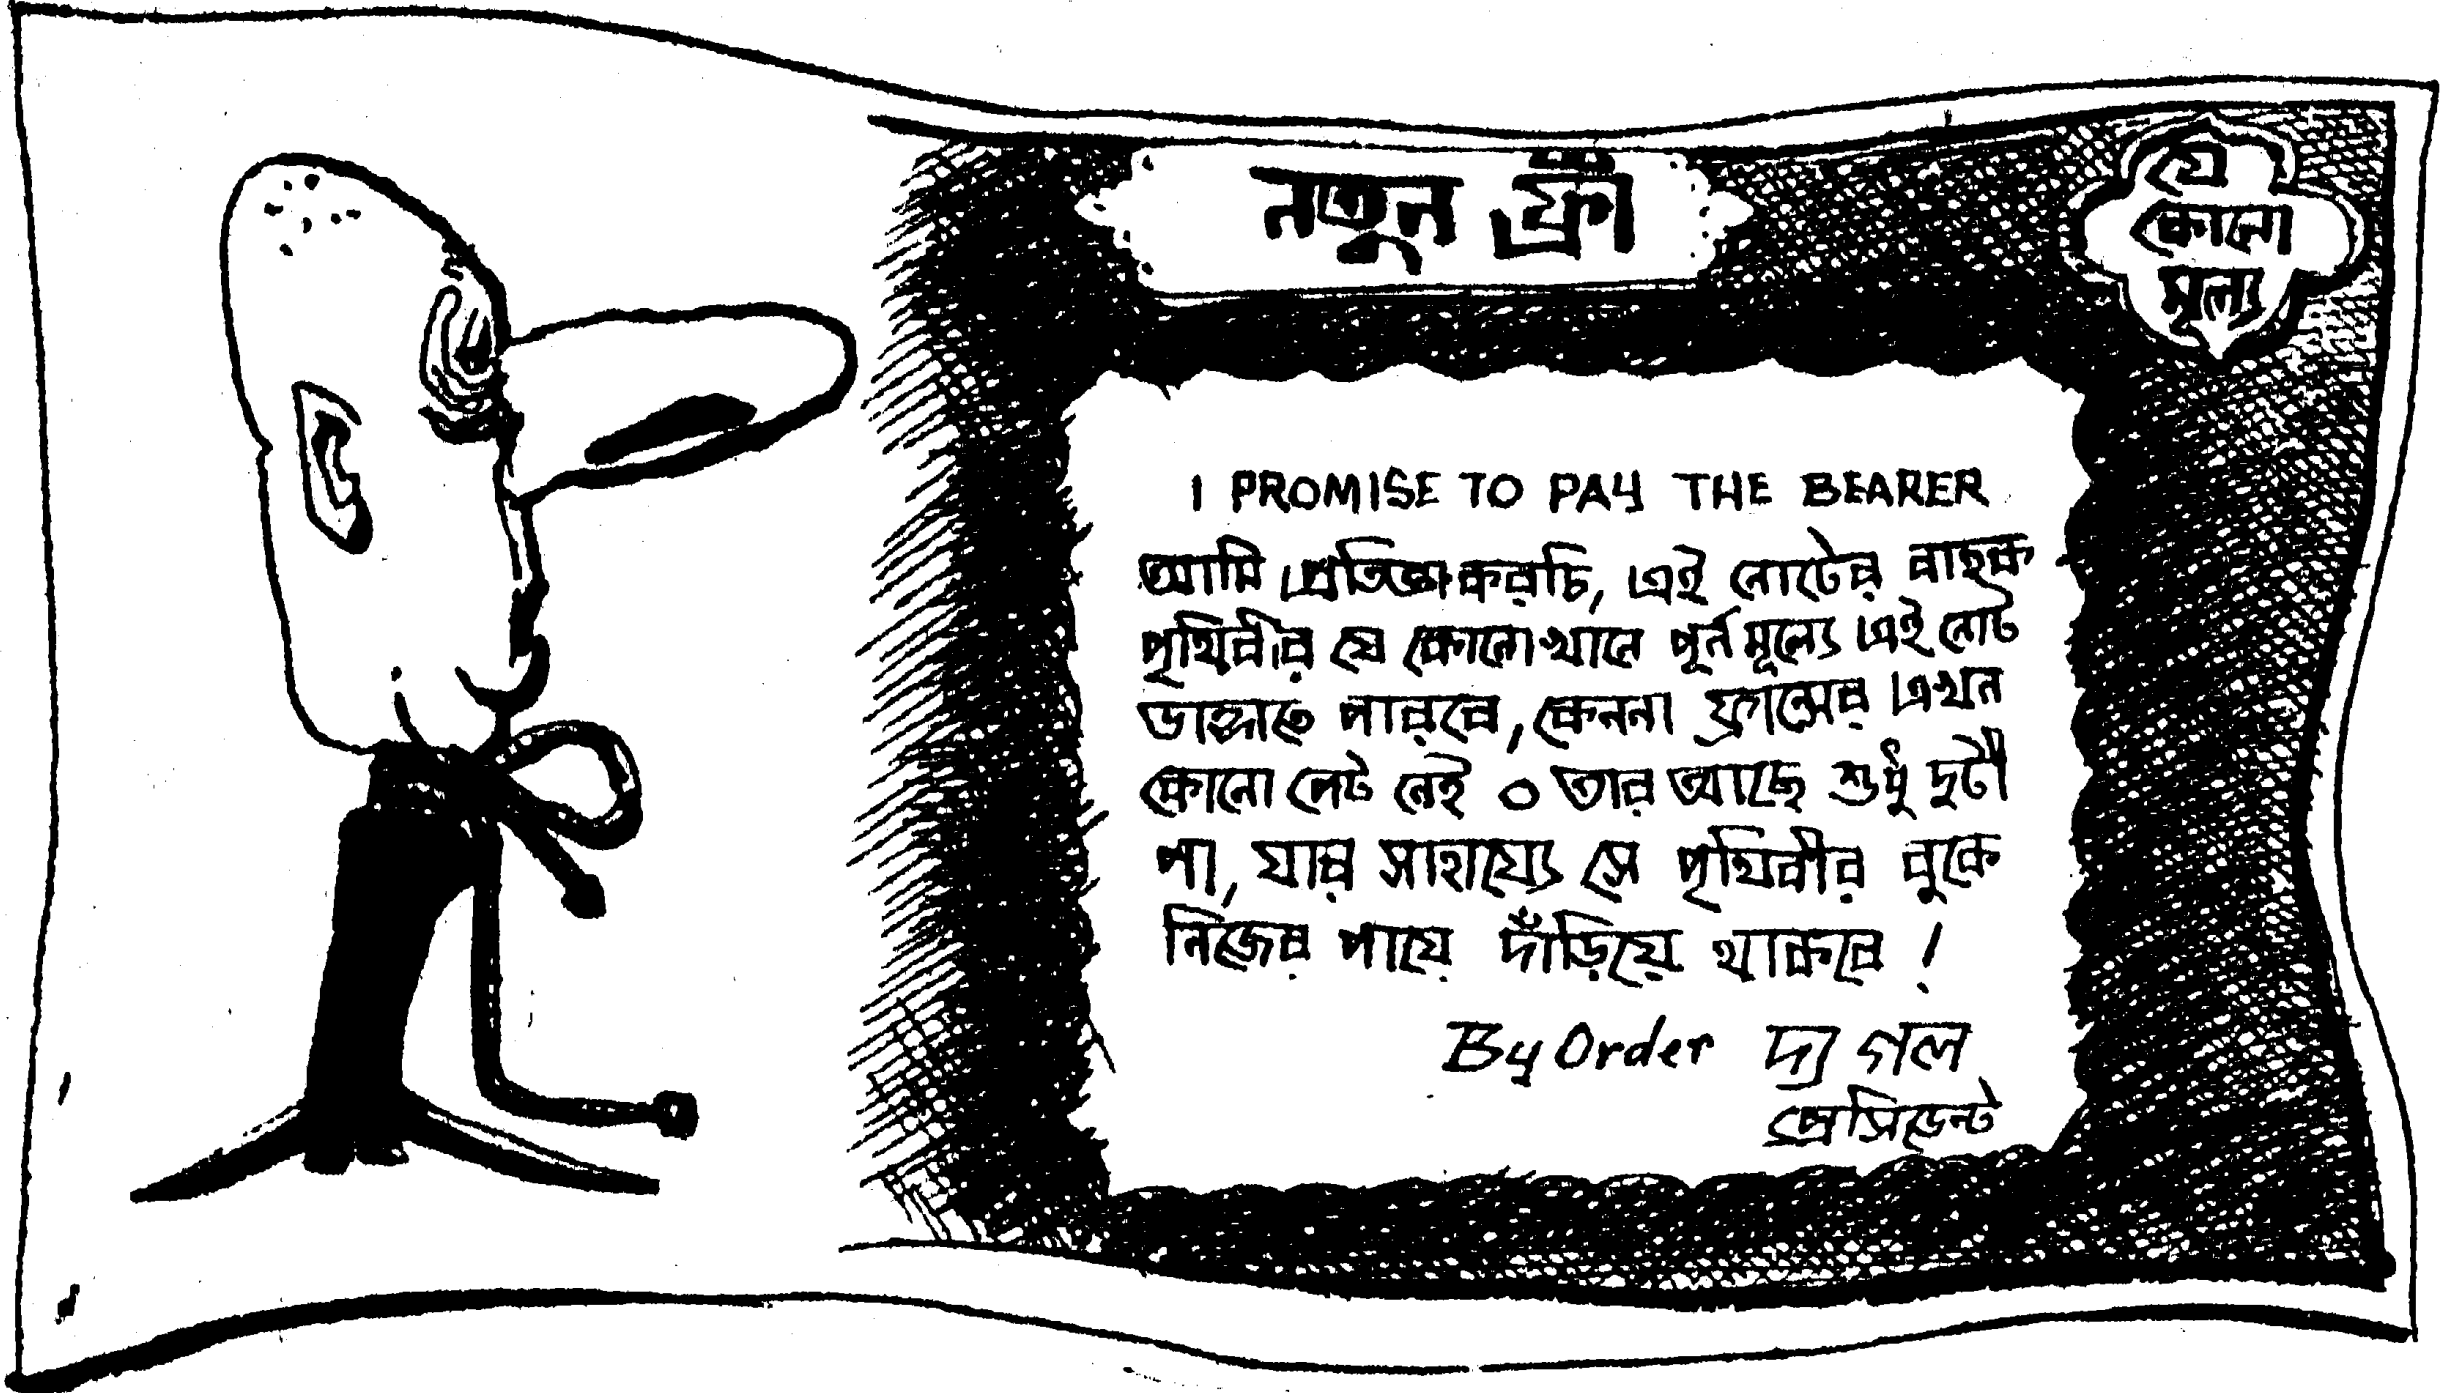 নতুন ফ্রাঁ
যে
কোনো
মূল্য
I PROMISE TO PAY THE BEARER
আমি প্রতিজ্ঞা করচি, এই নোটের বাহক
পৃথিবীর যে কোনোখানে পূর্ন মূল্যে এই নোট
ভাঙ্গাতে পারবে, কেননা ফ্রান্সের এখন
কোনো পেট নেই ০ তার আছে শুধু দুটী
পা, যার সাহায্যে সে পৃথিবীর বুকে
নিজের পায়ে দাঁড়িয়ে থাকবে !
By Order দ্য গল
প্রেসিডেন্ট